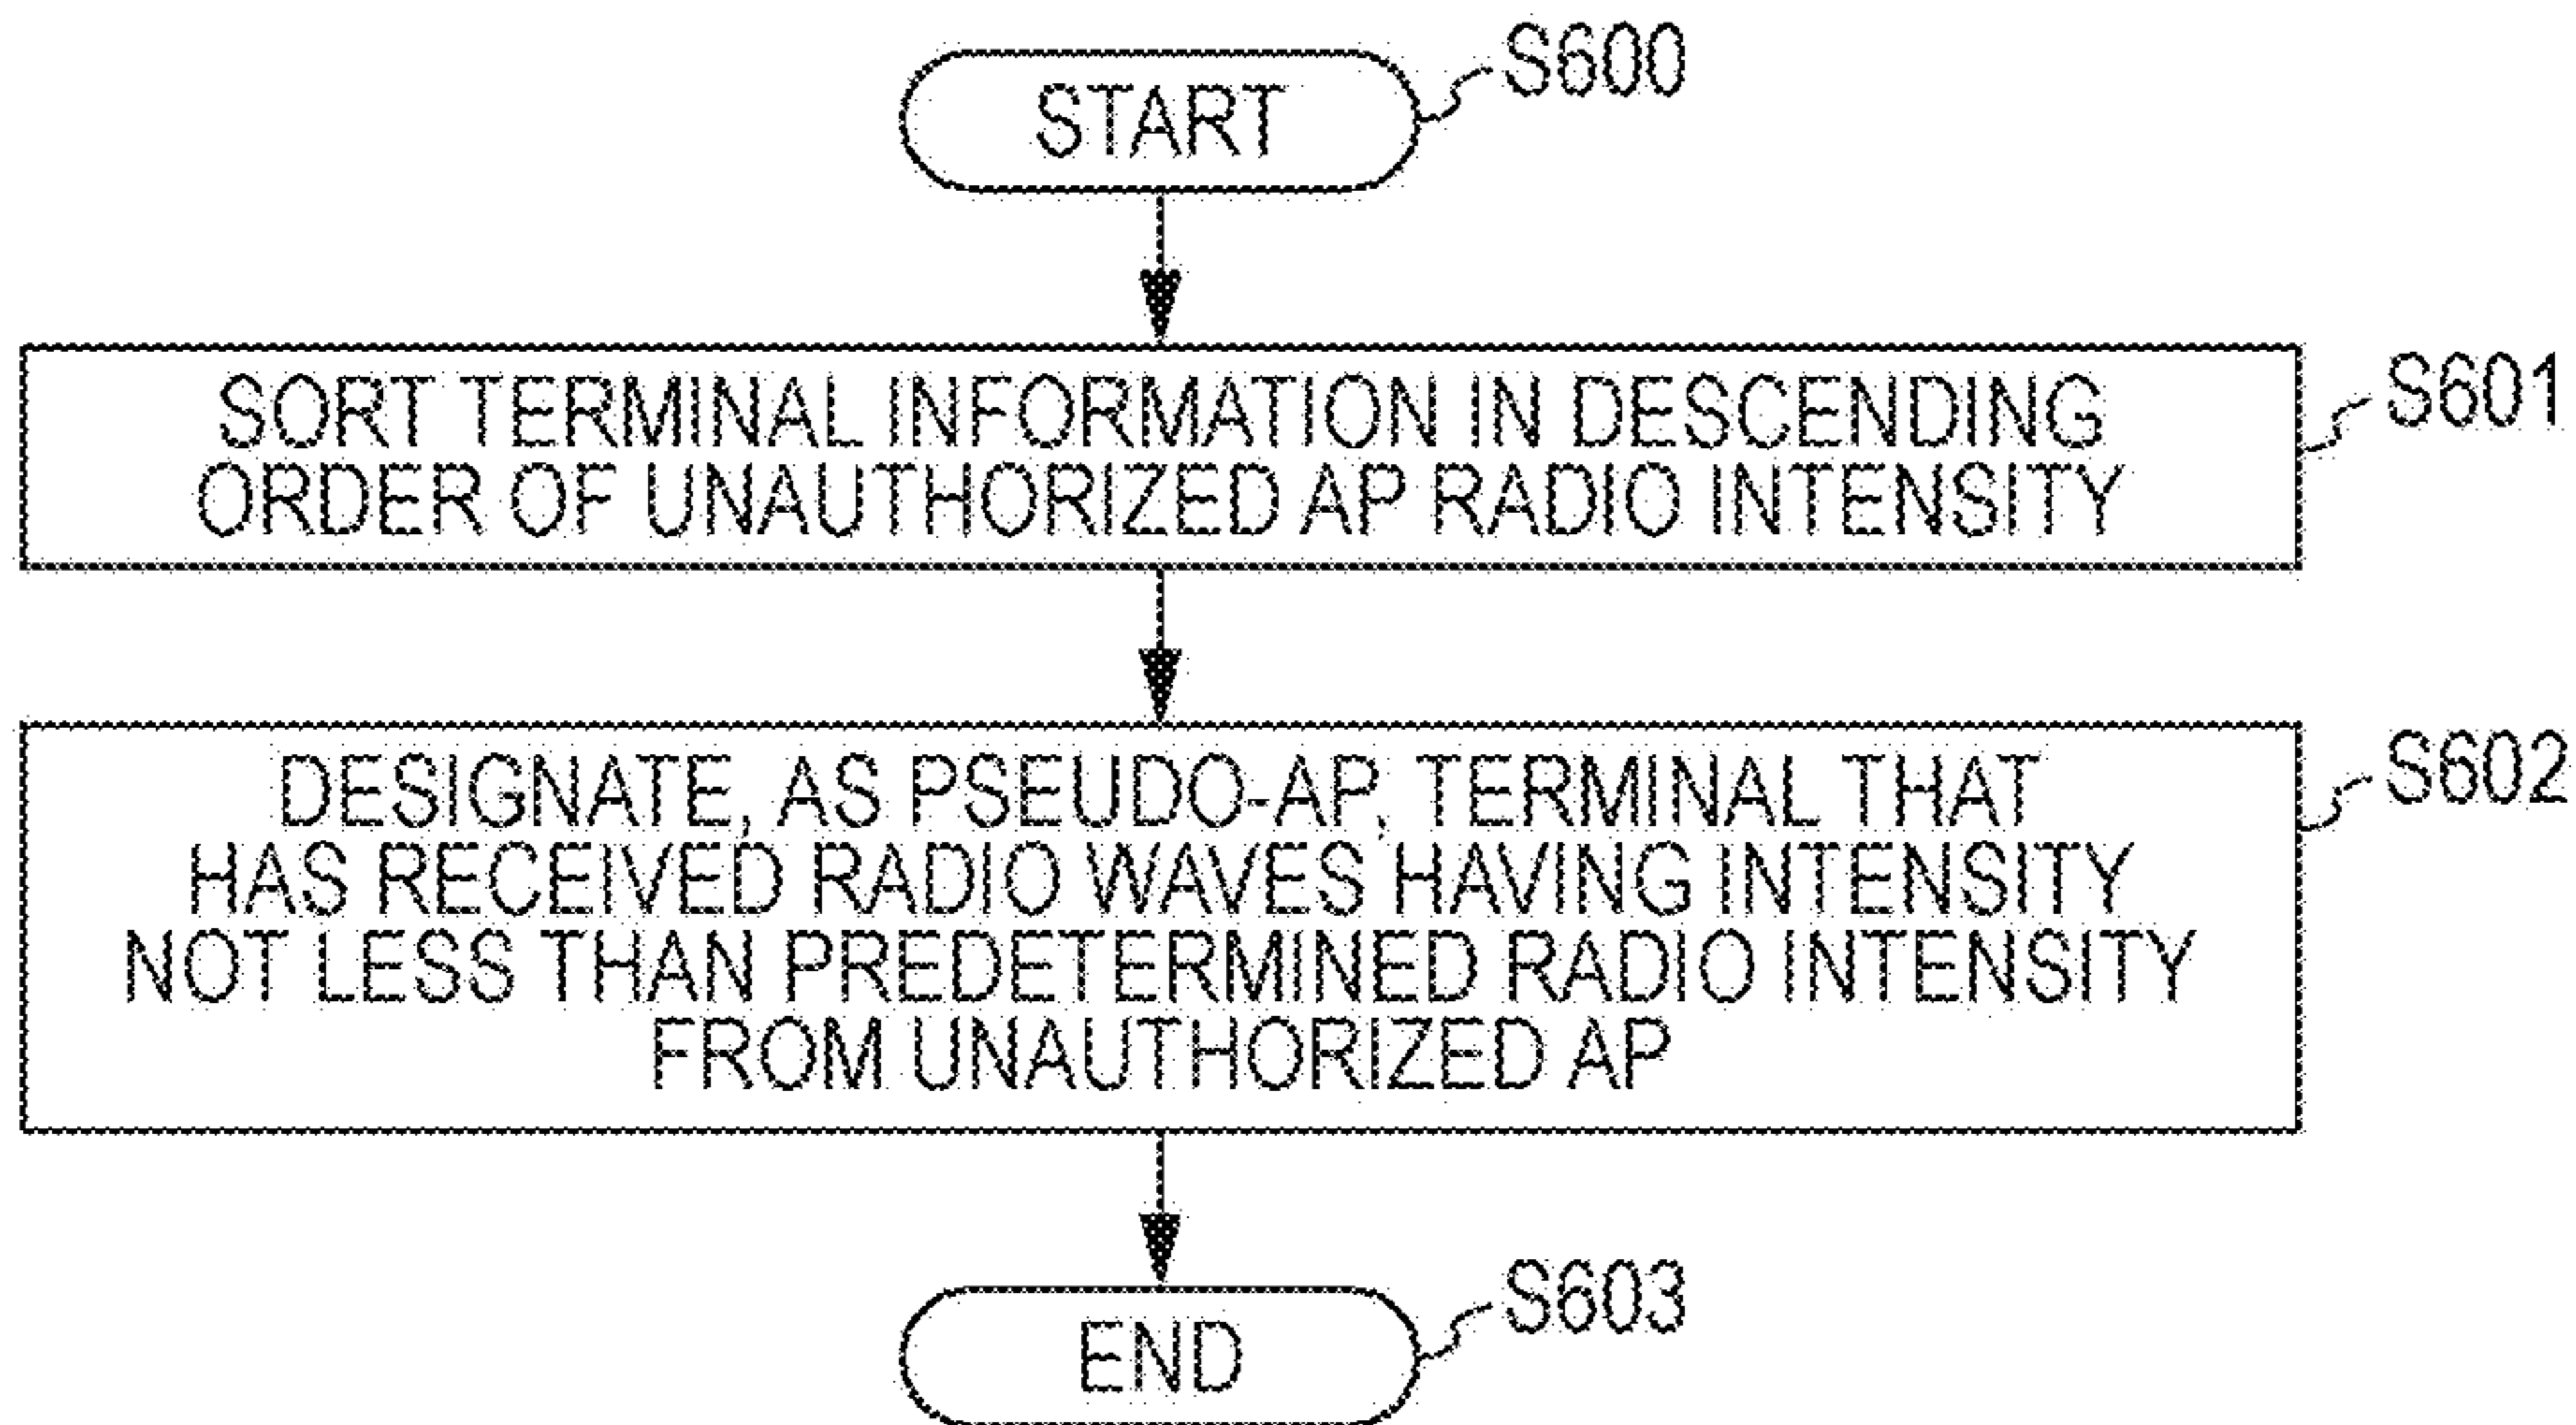 START
S600
SORT TERMINAL INFORMATION IN DESCENDING
ORDER OF UNAUTHORIZED AP RADIO INTENSITY
S601
DESIGNATE, AS PSEUDO-AP, TERMINAL THAT
HAS RECEIVED RADIO WAVES HAVING INTENSITY
NOT LESS THAN PREDETERMINED RADIO INTENSITY
FROM UNAUTHORIZED AP
S602
END
S603